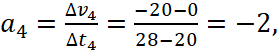 a₄ = Δv₄/Δt₄ = (−20−0)/(28−20) = −2,